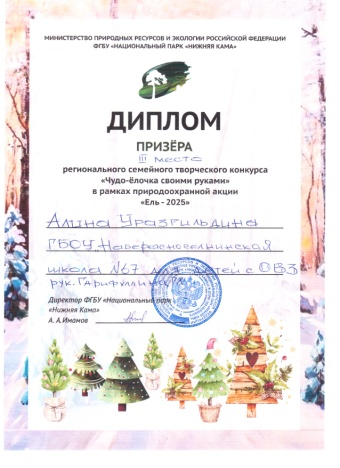 МИНИСТЕРСТВО ПРИРОДНЫХ РЕСУРСОВ И ЭКОЛОГИИ РОССИЙСКОЙ ФЕДЕРАЦИИ
ФГБУ «НАЦИОНАЛЬНЫЙ ПАРК «НИЖНЯЯ КАМА»
ДИПЛОМ
ПРИЗЁРА
III место
регионального семейного творческого конкурса
«Чудо-ёлочка своими руками»
в рамках природоохранной акции
«Ель - 2025»
Алина Уразгильдина
ГБОУ Набережночелнинская
школа №67 для детей с ОВЗ
рук. Гарифуллина
Директор ФГБУ «Национальный парк
«Нижняя Кама»
А. А. Имамов